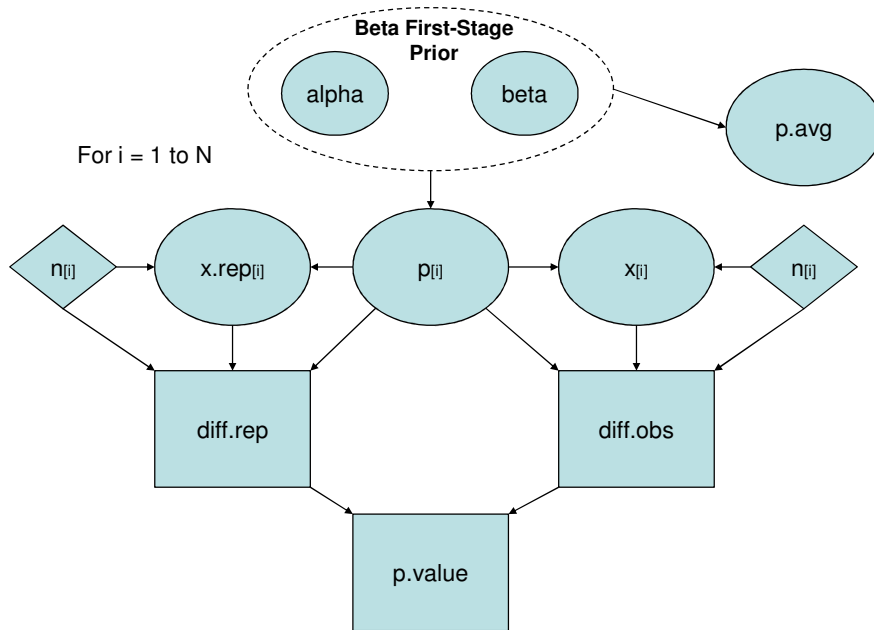 Beta First-Stage
Prior
alpha
beta
p.avg
For i = 1 to N
n[i]
x.rep[i]
p[i]
x[i]
n[i]
diff.rep
diff.obs
p.value